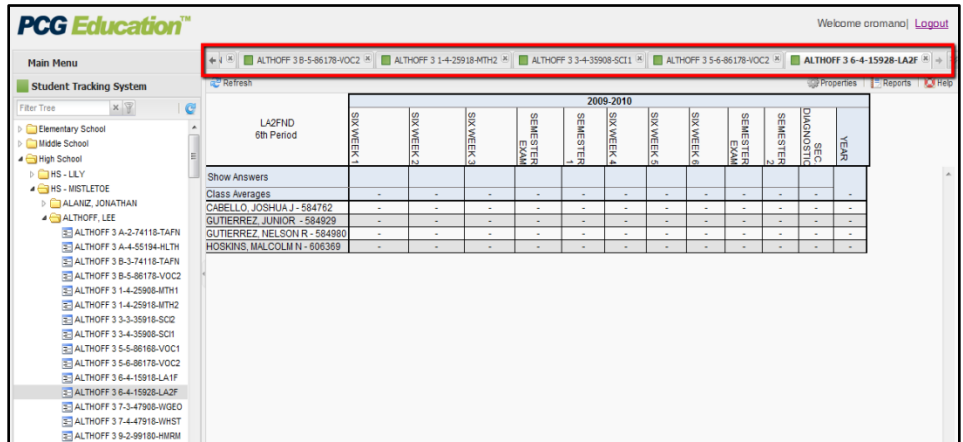 PCG Education™
Welcome cromano| Logout
Main Menu
ALTHOFF 3 B-5-86178-VOC2 ALTHOFF 3 1-4-25918-MTH2 ALTHOFF 3 3-4-35908-SCI1 ALTHOFF 3 5-6-86178-VOC2 ALTHOFF 3 6-4-15928-LA2F
Student Tracking System
Refresh Properties Reports Help
Filter Tree
Elementary School
Middle School
High School
HS - LILY
HS - MISTLETOE
ALANIZ, JONATHAN
ALTHOFF, LEE
ALTHOFF 3 A-2-74118-TAFN
ALTHOFF 3 A-4-55194-HLTH
ALTHOFF 3 B-3-74118-TAFN
ALTHOFF 3 B-5-86178-VOC2
ALTHOFF 3 1-4-25908-MTH1
ALTHOFF 3 1-4-25918-MTH2
ALTHOFF 3 3-3-35918-SCI2
ALTHOFF 3 3-4-35908-SCI1
ALTHOFF 3 5-5-86168-VOC1
ALTHOFF 3 5-6-86178-VOC2
ALTHOFF 3 6-4-15918-LA1F
ALTHOFF 3 6-4-15928-LA2F
ALTHOFF 3 7-3-47908-WGEO
ALTHOFF 3 7-4-47918-WHST
ALTHOFF 3 9-2-99180-HMRM
2009-2010
LA2FND
6th Period
SIX WEEK 1
SIX WEEK 2
SIX WEEK 3
SEMESTER
EXAM
SEMESTER
1
SIX WEEK 4
SIX WEEK 5
SIX WEEK 6
SEMESTER
EXAM
SEMESTER
2
SEC.
DIAGNOSTIC
YEAR
Show Answers
Class Averages - - - - - - - - - - - -
CABELLO, JOSHUA J - 584762 - - - - - - - - - - - -
GUTIERREZ, JUNIOR - 584929 - - - - - - - - - - - -
GUTIERREZ, NELSON R - 584980 - - - - - - - - - - - -
HOSKINS, MALCOLM N - 606369 - - - - - - - - - - - -